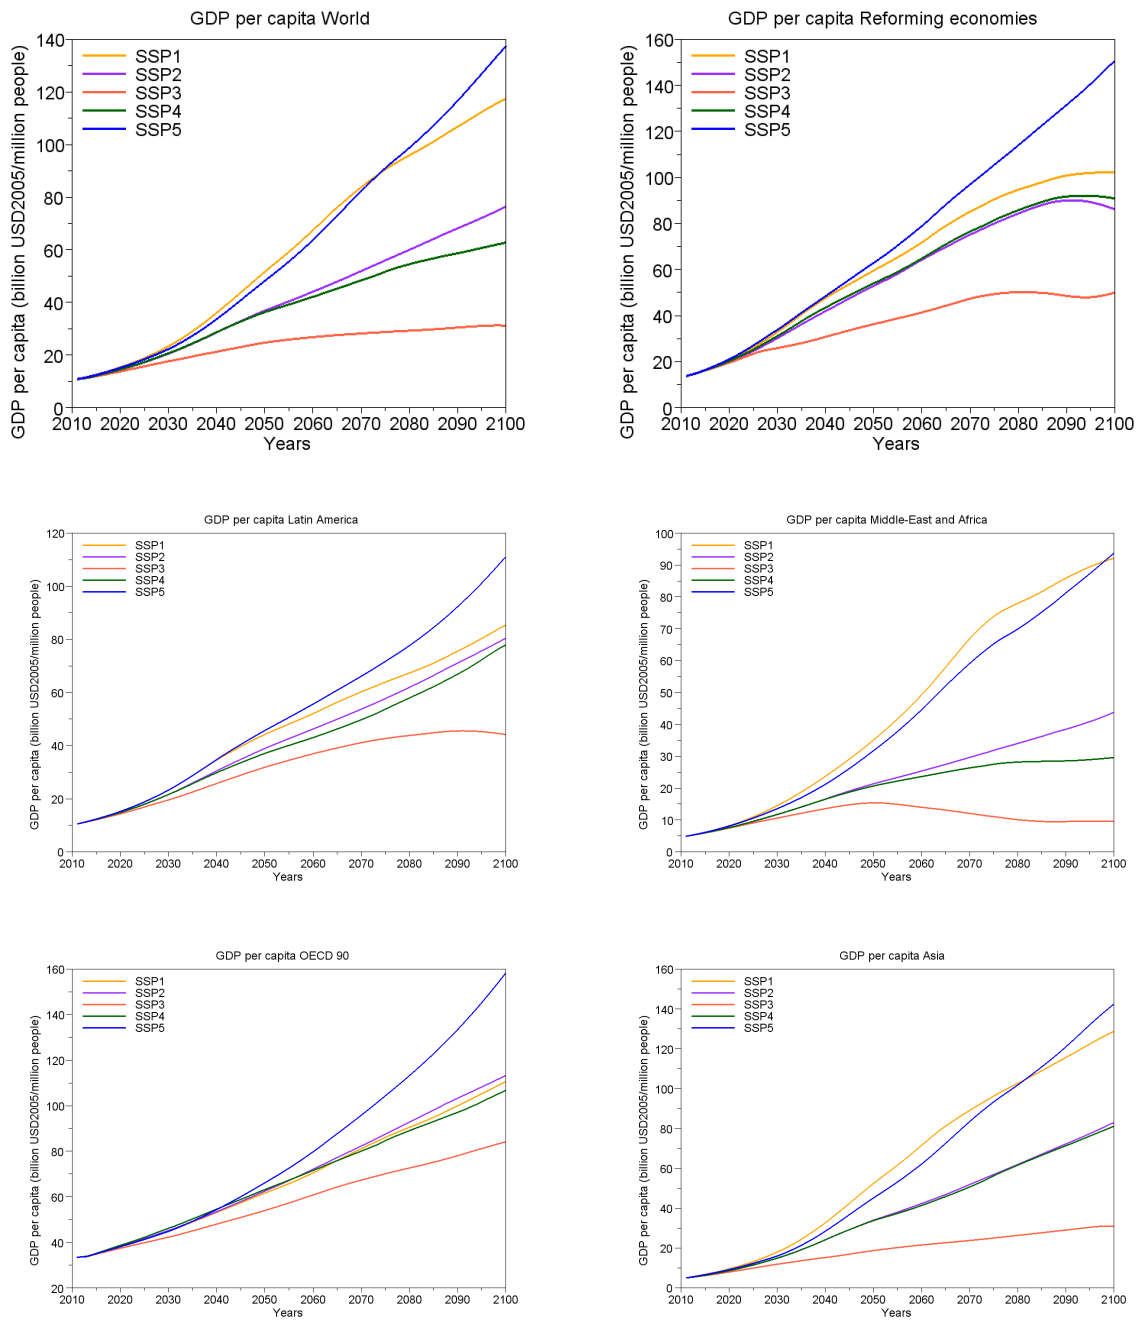 GDP per capita World
GDP per capita (billion USD2005/million people)
140
120
100
80
60
40
20
0
SSP1
SSP2
SSP3
SSP4
SSP5
2010 2020 2030 2040 2050 2060 2070 2080 2090 2100
Years
GDP per capita Reforming economies
GDP per capita (billion USD2005/million people)
160
140
120
100
80
60
40
20
0
SSP1
SSP2
SSP3
SSP4
SSP5
2010 2020 2030 2040 2050 2060 2070 2080 2090 2100
Years
GDP per capita Latin America
GDP per capita (billion USD2005/million people)
120
100
80
60
40
20
0
SSP1
SSP2
SSP3
SSP4
SSP5
2010 2020 2030 2040 2050 2060 2070 2080 2090 2100
Years
GDP per capita Middle-East and Africa
GDP per capita (billion USD2005/million people)
100
90
80
70
60
50
40
30
20
10
0
SSP1
SSP2
SSP3
SSP4
SSP5
2010 2020 2030 2040 2050 2060 2070 2080 2090 2100
Years
GDP per capita OECD 90
GDP per capita (billion USD2005/million people)
160
140
120
100
80
60
40
20
SSP1
SSP2
SSP3
SSP4
SSP5
2010 2020 2030 2040 2050 2060 2070 2080 2090 2100
Years
GDP per capita Asia
GDP per capita (billion USD2005/million people)
160
140
120
100
80
60
40
20
0
SSP1
SSP2
SSP3
SSP4
SSP5
2010 2020 2030 2040 2050 2060 2070 2080 2090 2100
Years